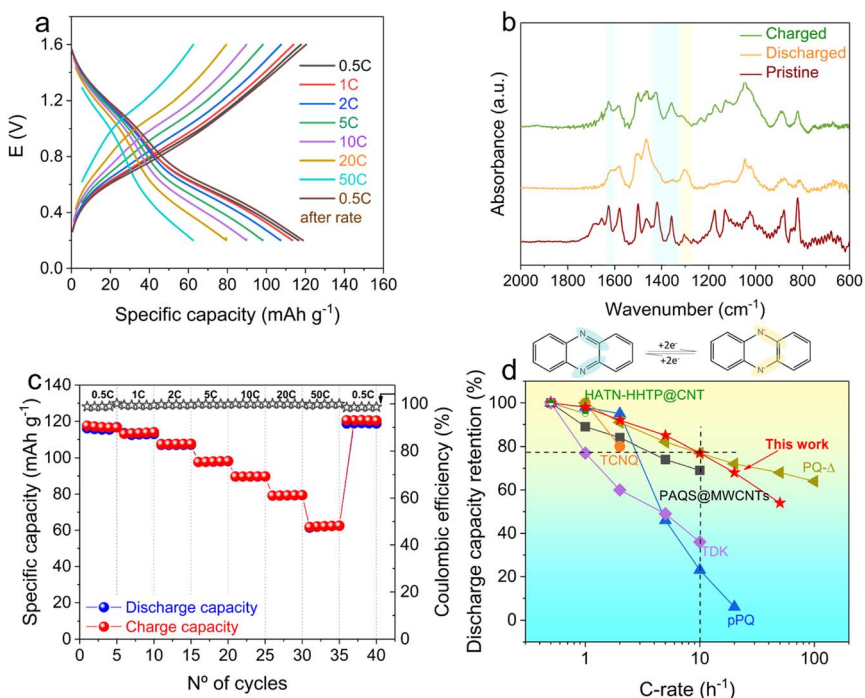 a
E (V)
1.6
1.2
0.8
0.4
0.0
0 20 40 60 80 100 120 140 160
Specific capacity (mAh g⁻¹)
0.5C
1C
2C
5C
10C
20C
50C
0.5C
after rate
b
Absorbance (a.u.)
Charged
Discharged
Pristine
2000 1800 1600 1400 1200 1000 800 600
Wavenumber (cm⁻¹)
N
N
+2e⁻
+2e⁻
N
N
c
Specific capacity (mAh g⁻¹)
140
120
100
80
60
40
20
0
0.5C 1C 2C 5C 10C 20C 50C 0.5C
Discharge capacity
Charge capacity
100
80
60
40
20
0
Coulombic efficiency (%)
0 5 10 15 20 25 30 35 40
Nº of cycles
d
Discharge capacity retention (%)
100
80
60
40
20
0
HATN-HHTP@CNT
TCNQ
This work
PQ-Δ
PAQS@MWCNTs
TDK
pPQ
1 10 100
C-rate (h⁻¹)